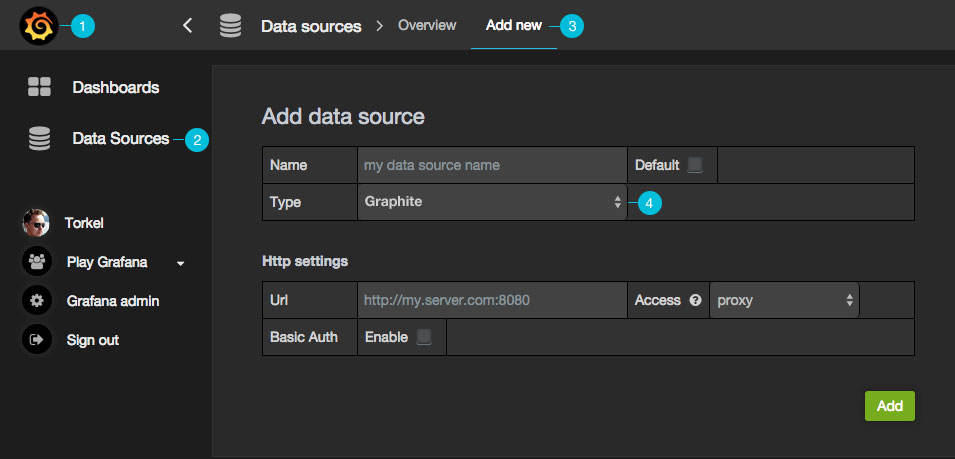 1
Data sources > Overview Add new 3
Dashboards
Data Sources 2
Torkel
Play Grafana
Grafana admin
Sign out
Add data source
Name my data source name Default
Type Graphite 4
Http settings
Url http://my.server.com:8080 Access ? proxy
Basic Auth Enable
Add